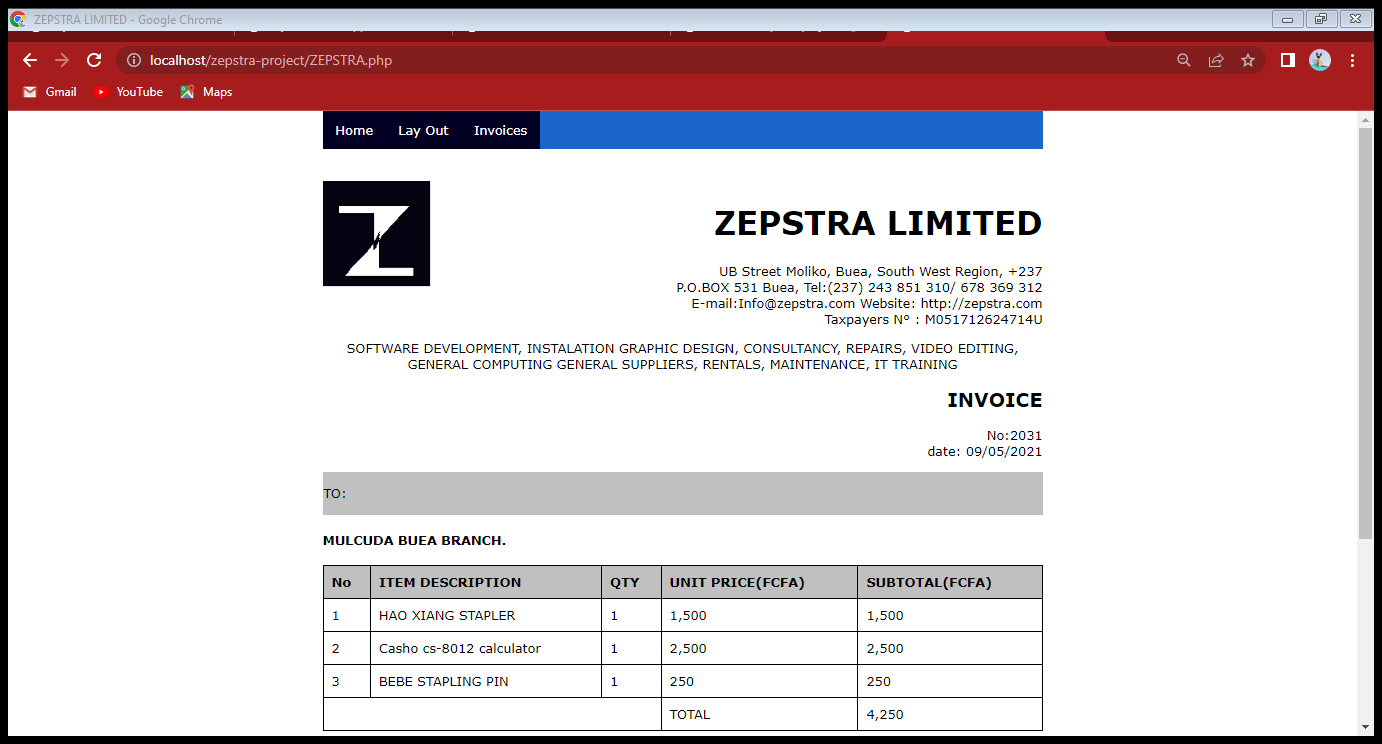 ZEPSTRA LIMITED - Google Chrome
localhost/zepstra-project/ZEPSTRA.php
Gmail YouTube Maps
Home Lay Out Invoices
Z
ZEPSTRA LIMITED
UB Street Moliko, Buea, South West Region, +237
P.O.BOX 531 Buea, Tel:(237) 243 851 310/ 678 369 312
E-mail:Info@zepstra.com Website: http://zepstra.com
Taxpayers Nº : M051712624714U
SOFTWARE DEVELOPMENT, INSTALATION GRAPHIC DESIGN, CONSULTANCY, REPAIRS, VIDEO EDITING,
GENERAL COMPUTING GENERAL SUPPLIERS, RENTALS, MAINTENANCE, IT TRAINING
INVOICE
No:2031
date: 09/05/2021
TO:
MULCUDA BUEA BRANCH.
No ITEM DESCRIPTION QTY UNIT PRICE(FCFA) SUBTOTAL(FCFA)
1 HAO XIANG STAPLER 1 1,500 1,500
2 Casho cs-8012 calculator 1 2,500 2,500
3 BEBE STAPLING PIN 1 250 250
TOTAL 4,250